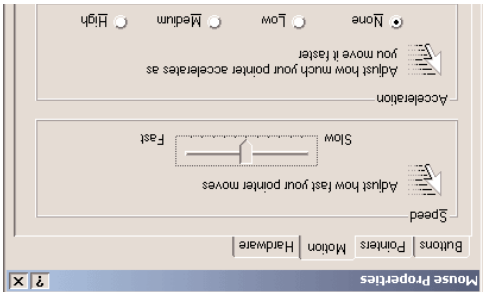 Mouse Properties
Buttons Pointers Motion Hardware
Speed
Adjust how fast your pointer moves
Slow Fast
Acceleration
Adjust how much your pointer accelerates as
you move it faster
None Low Medium High